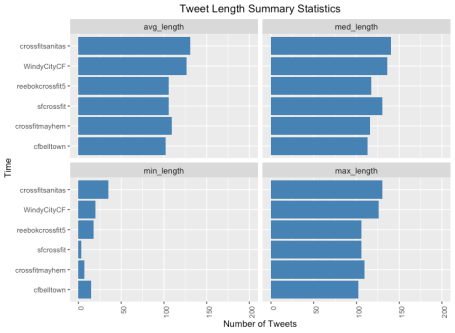 Tweet Length Summary Statistics
avg_length
med_length
crossfitsanitas
WindyCityCF
reebokcrossfit5
sfcrossfit
crossfitmayhem
cfbelltown
min_length
max_length
crossfitsanitas
WindyCityCF
reebokcrossfit5
sfcrossfit
crossfitmayhem
cfbelltown
Time
0 50 100 150 200 0 50 100 150 200
Number of Tweets